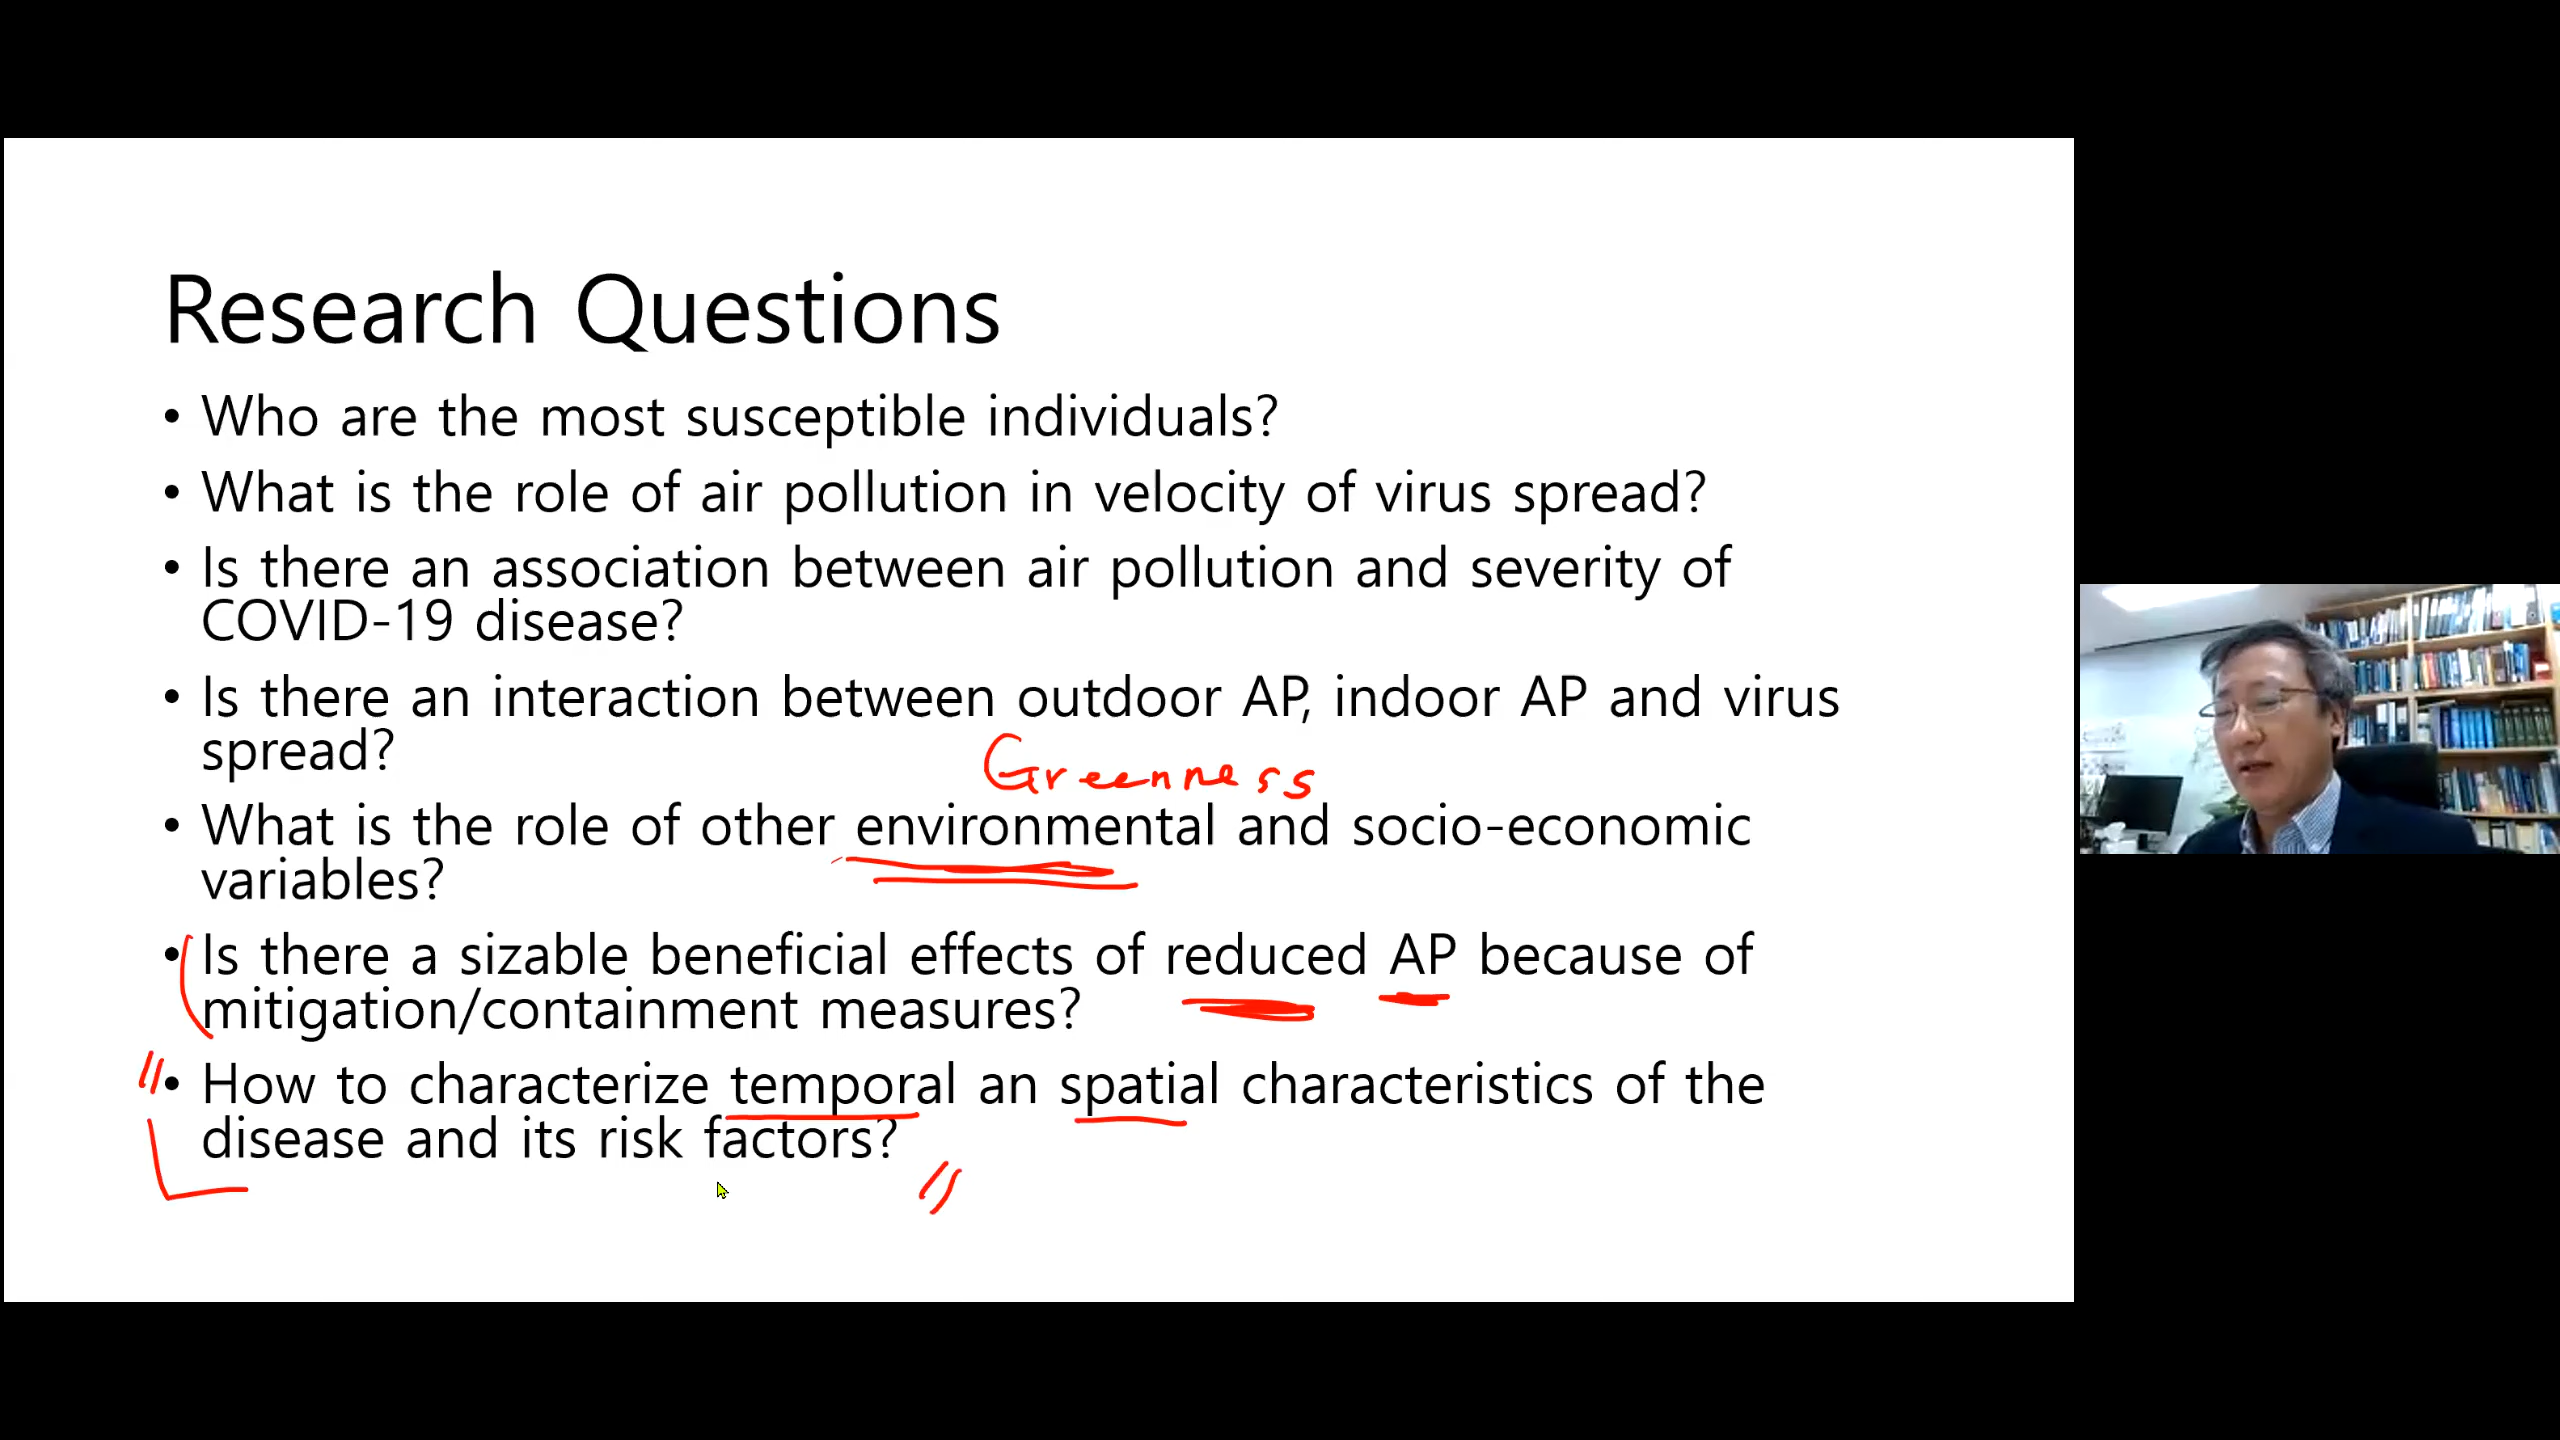 Research Questions
• Who are the most susceptible individuals?
• What is the role of air pollution in velocity of virus spread?
• Is there an association between air pollution and severity of
COVID-19 disease?
• Is there an interaction between outdoor AP, indoor AP and virus
spread?
Greenness
• What is the role of other environmental and socio-economic
variables?
• Is there a sizable beneficial effects of reduced AP because of
mitigation/containment measures?
• How to characterize temporal an spatial characteristics of the
disease and its risk factors?